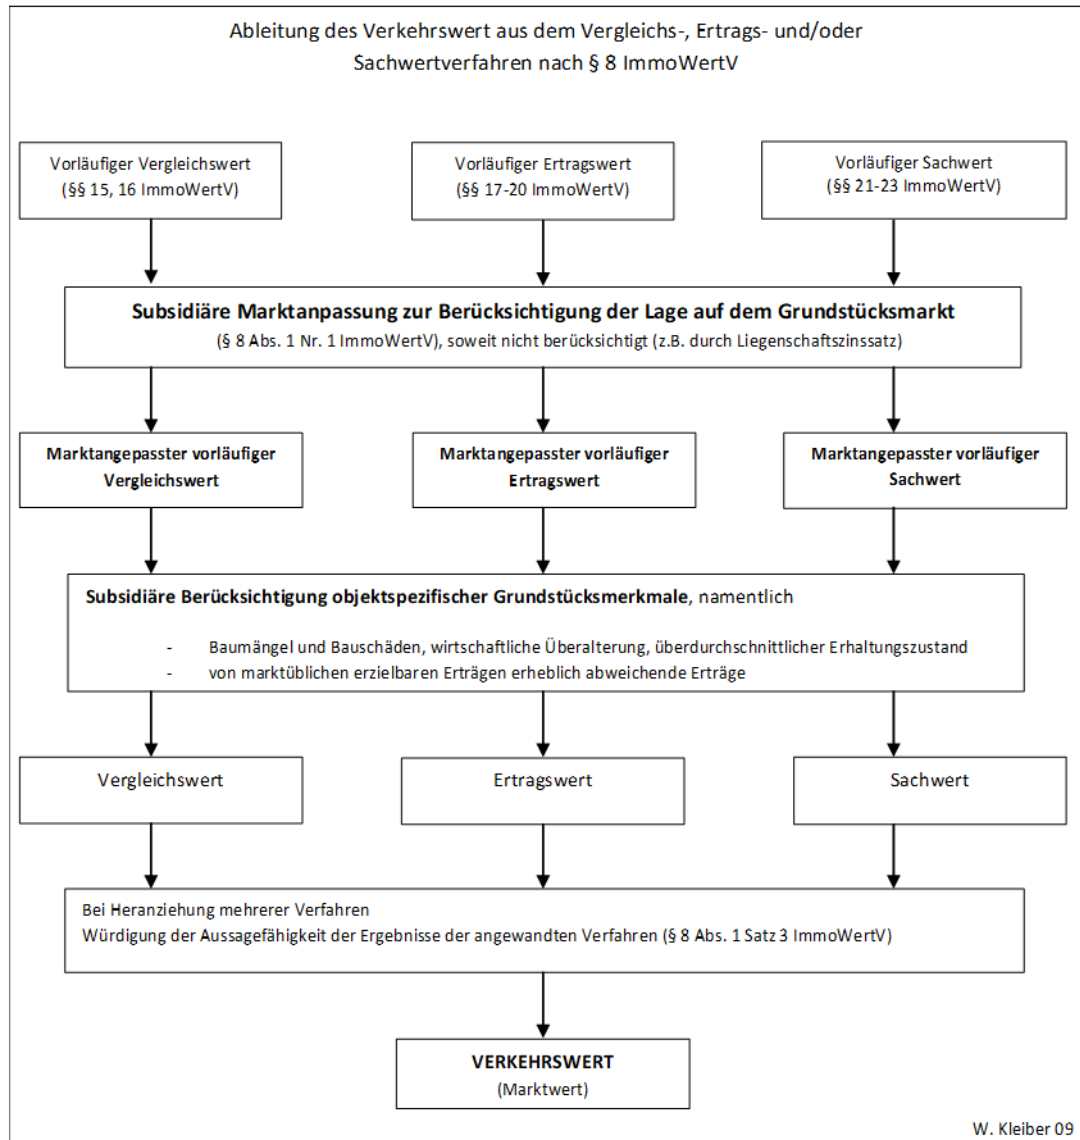 Ableitung des Verkehrswert aus dem Vergleichs-, Ertrags- und/oder
Sachwertverfahren nach § 8 ImmoWertV
Vorläufiger Vergleichswert
(§§ 15, 16 ImmoWertV)
Vorläufiger Ertragswert
(§§ 17-20 ImmoWertV)
Vorläufiger Sachwert
(§§ 21-23 ImmoWertV)
Subsidiäre Marktanpassung zur Berücksichtigung der Lage auf dem Grundstücksmarkt
(§ 8 Abs. 1 Nr. 1 ImmoWertV), soweit nicht berücksichtigt (z.B. durch Liegenschaftszinssatz)
Marktangepasster vorläufiger
Vergleichswert
Marktangepasster vorläufiger
Ertragswert
Marktangepasster vorläufiger
Sachwert
Subsidiäre Berücksichtigung objektspezifischer Grundstücksmerkmale, namentlich
- Baumängel und Bauschäden, wirtschaftliche Überalterung, überdurchschnittlicher Erhaltungszustand
- von marktüblichen erzielbaren Erträgen erheblich abweichende Erträge
Vergleichswert
Ertragswert
Sachwert
Bei Heranziehung mehrerer Verfahren
Würdigung der Aussagefähigkeit der Ergebnisse der angewandten Verfahren (§ 8 Abs. 1 Satz 3 ImmoWertV)
VERKEHRSWERT
(Marktwert)
W. Kleiber 09